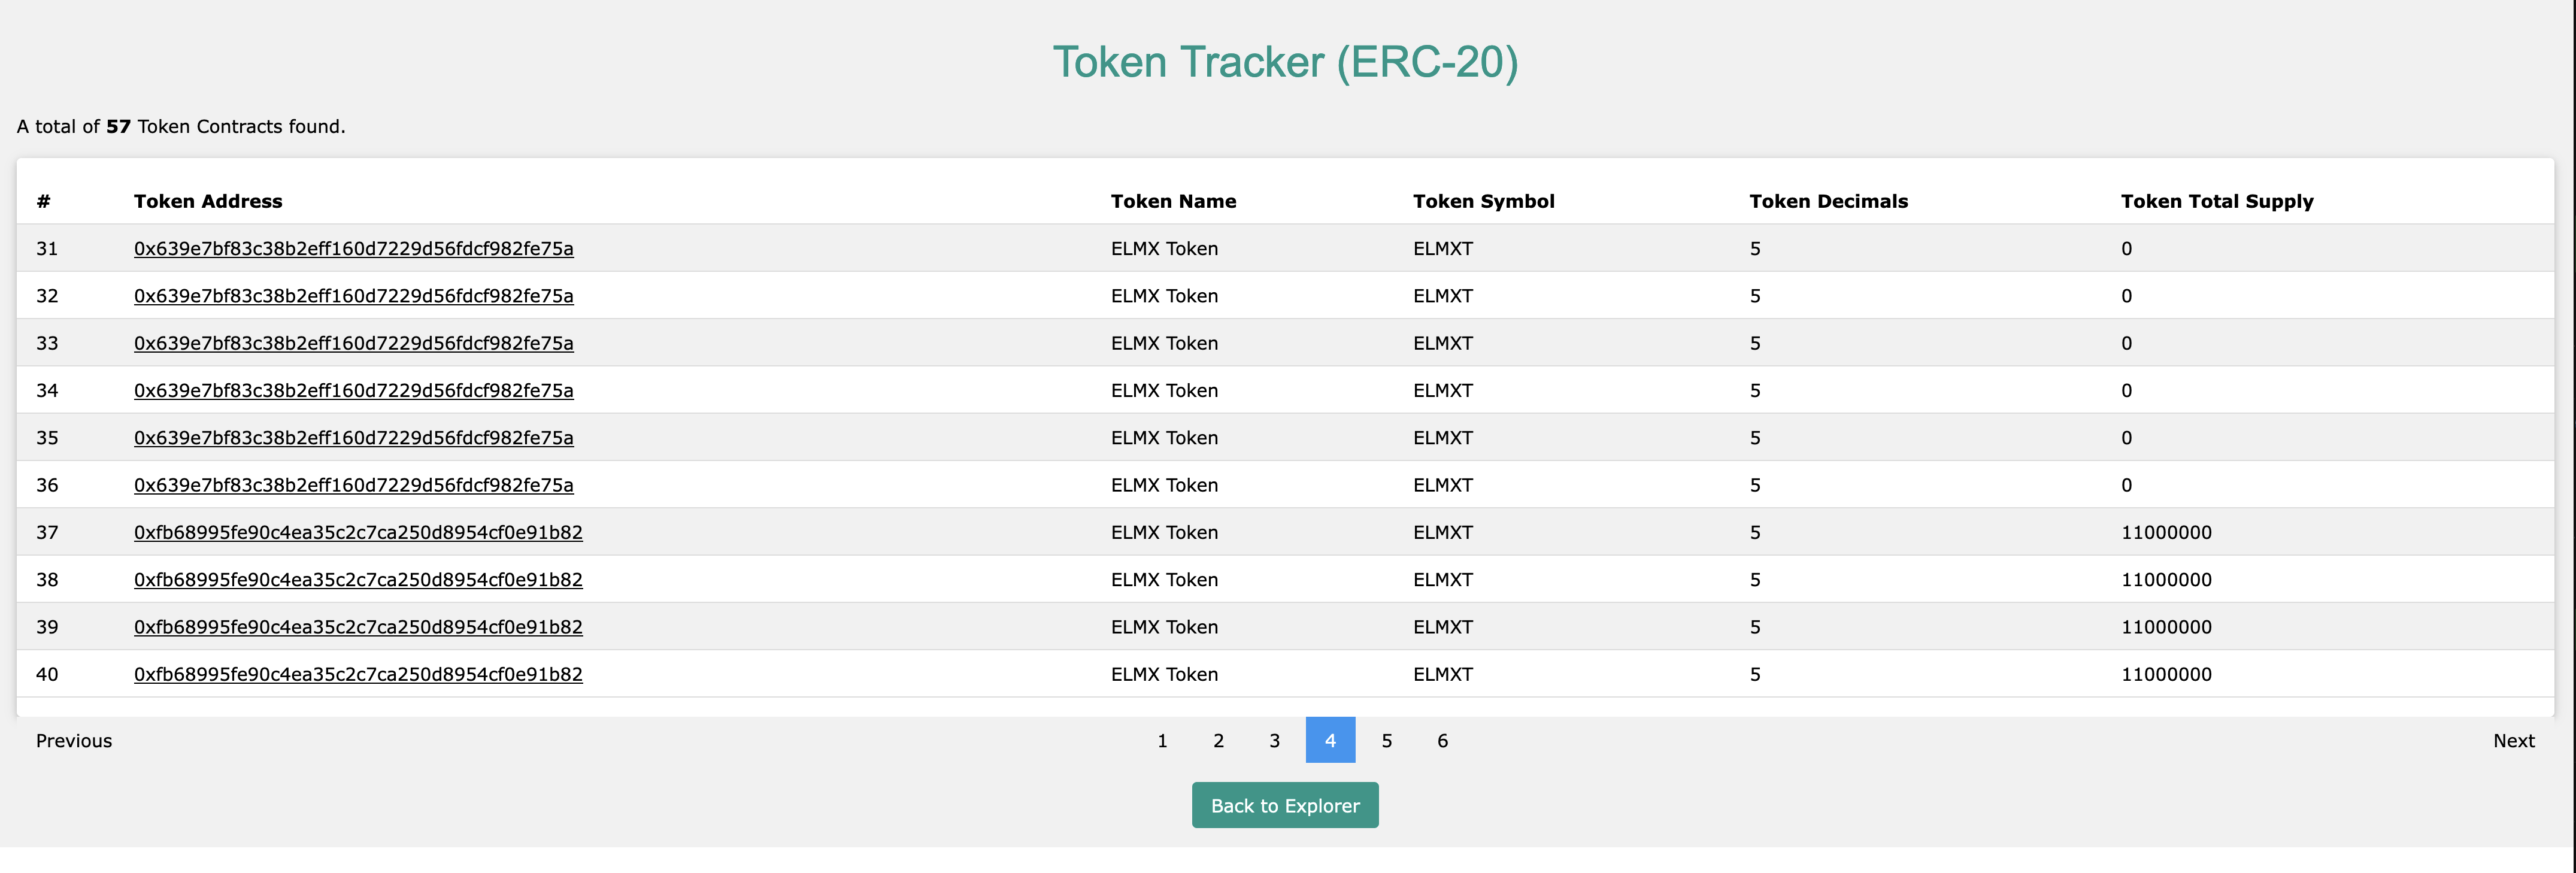 Token Tracker (ERC-20)
A total of 57 Token Contracts found.
# Token Address Token Name Token Symbol Token Decimals Token Total Supply
31 0x639e7bf83c38b2eff160d7229d56fdcf982fe75a ELMX Token ELMXT 5 0
32 0x639e7bf83c38b2eff160d7229d56fdcf982fe75a ELMX Token ELMXT 5 0
33 0x639e7bf83c38b2eff160d7229d56fdcf982fe75a ELMX Token ELMXT 5 0
34 0x639e7bf83c38b2eff160d7229d56fdcf982fe75a ELMX Token ELMXT 5 0
35 0x639e7bf83c38b2eff160d7229d56fdcf982fe75a ELMX Token ELMXT 5 0
36 0x639e7bf83c38b2eff160d7229d56fdcf982fe75a ELMX Token ELMXT 5 0
37 0xfb68995fe90c4ea35c2c7ca250d8954cf0e91b82 ELMX Token ELMXT 5 11000000
38 0xfb68995fe90c4ea35c2c7ca250d8954cf0e91b82 ELMX Token ELMXT 5 11000000
39 0xfb68995fe90c4ea35c2c7ca250d8954cf0e91b82 ELMX Token ELMXT 5 11000000
40 0xfb68995fe90c4ea35c2c7ca250d8954cf0e91b82 ELMX Token ELMXT 5 11000000
Previous 1 2 3 4 5 6 Next
Back to Explorer